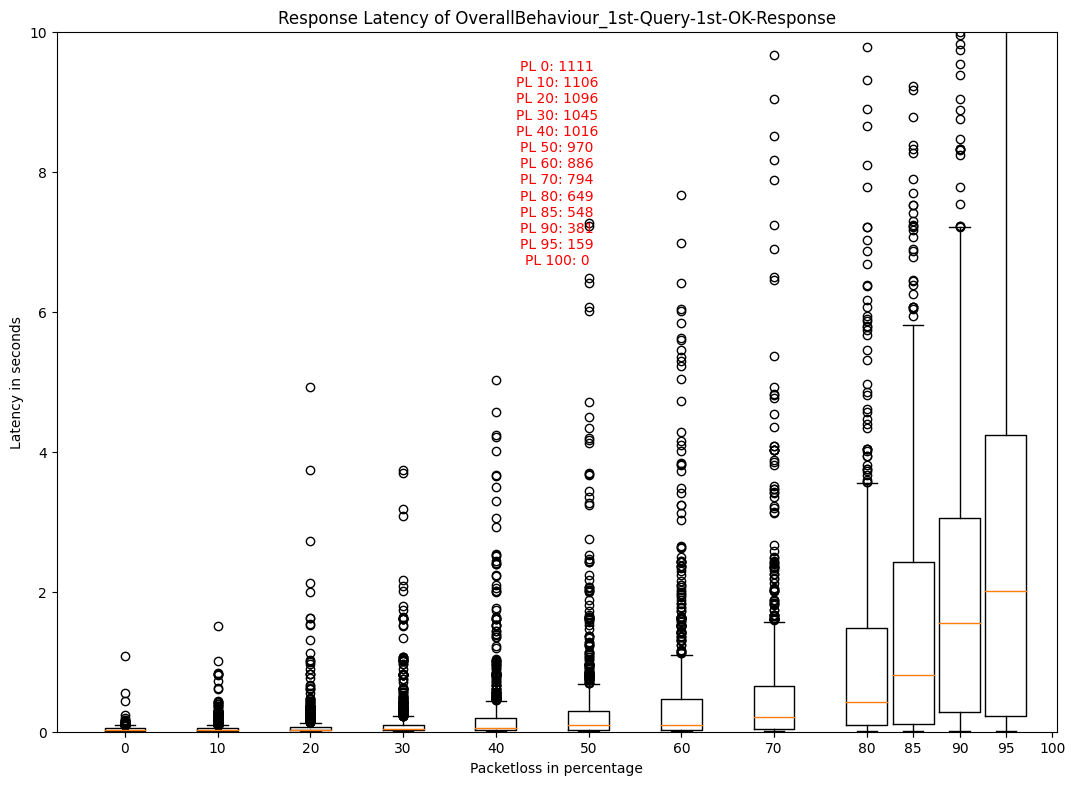 Response Latency of OverallBehaviour_1st-Query-1st-OK-Response
10
8
6
4
2
0
Latency in seconds
PL 0: 1111
PL 10: 1106
PL 20: 1096
PL 30: 1045
PL 40: 1016
PL 50: 970
PL 60: 886
PL 70: 794
PL 80: 649
PL 85: 548
PL 90: 381
PL 95: 159
PL 100: 0
0 10 20 30 40 50 60 70 80 85 90 95 100
Packetloss in percentage